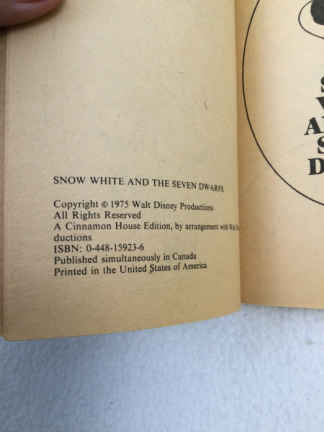 SNOW WHITE AND THE SEVEN DWARFS
Copyright © 1975 Walt Disney Productions
All Rights Reserved
A Cinnamon House Edition, by arrangement with
ductions
ISBN: 0-448-15923-6
Published simultaneously in Canada
Printed in the United States of America